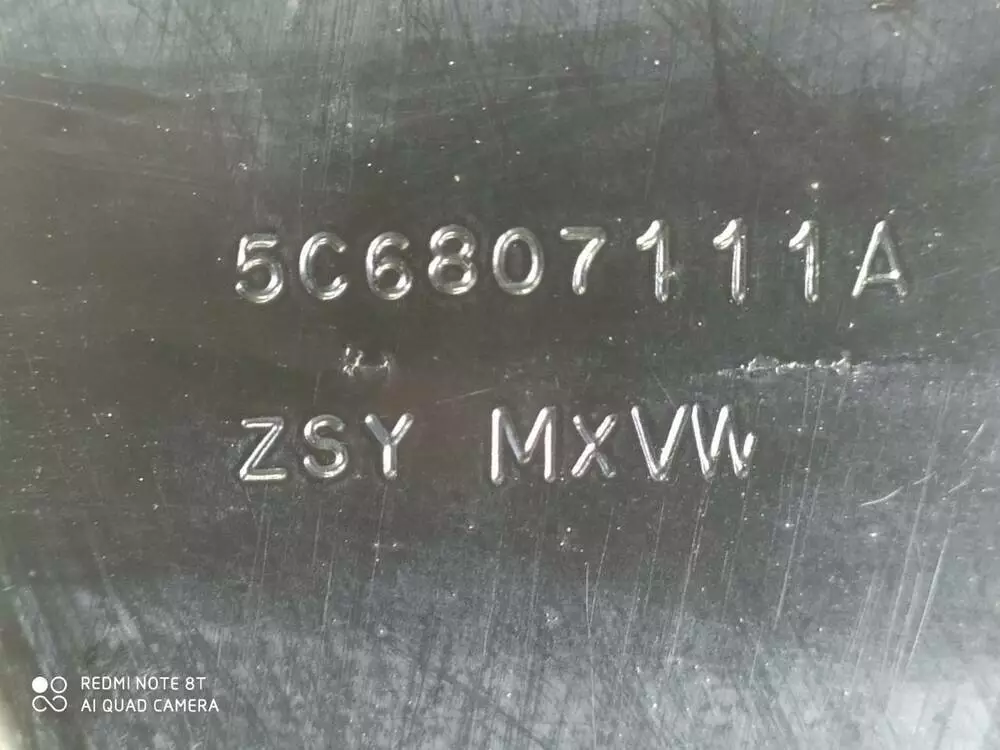 5C6807111A
ZSY MXVW
REDMI NOTE 8T
AI QUAD CAMERA